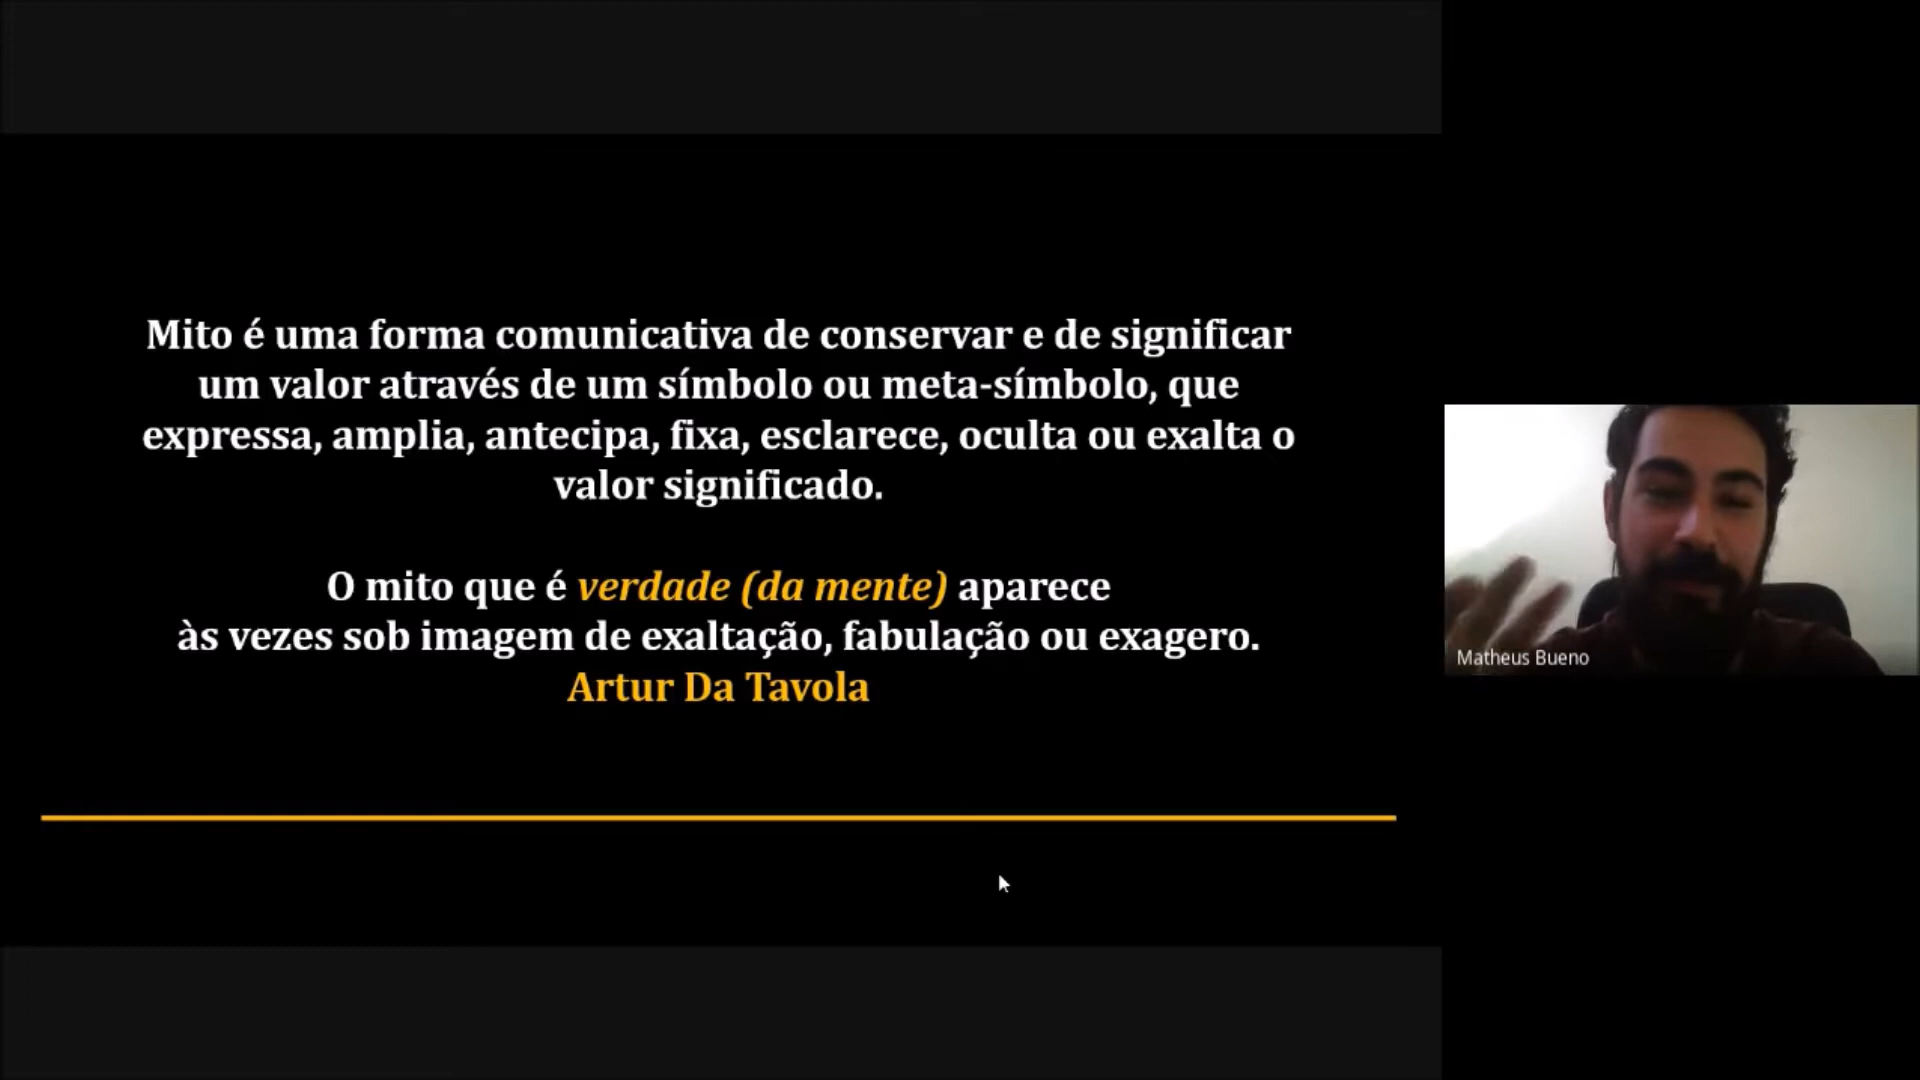 Mito é uma forma comunicativa de conservar e de significar
um valor através de um símbolo ou meta-símbolo, que
expressa, amplia, antecipa, fixa, esclarece, oculta ou exalta o
valor significado.
O mito que é verdade (da mente) aparece
às vezes sob imagem de exaltação, fabulação ou exagero.
Artur Da Tavola
Matheus Bueno